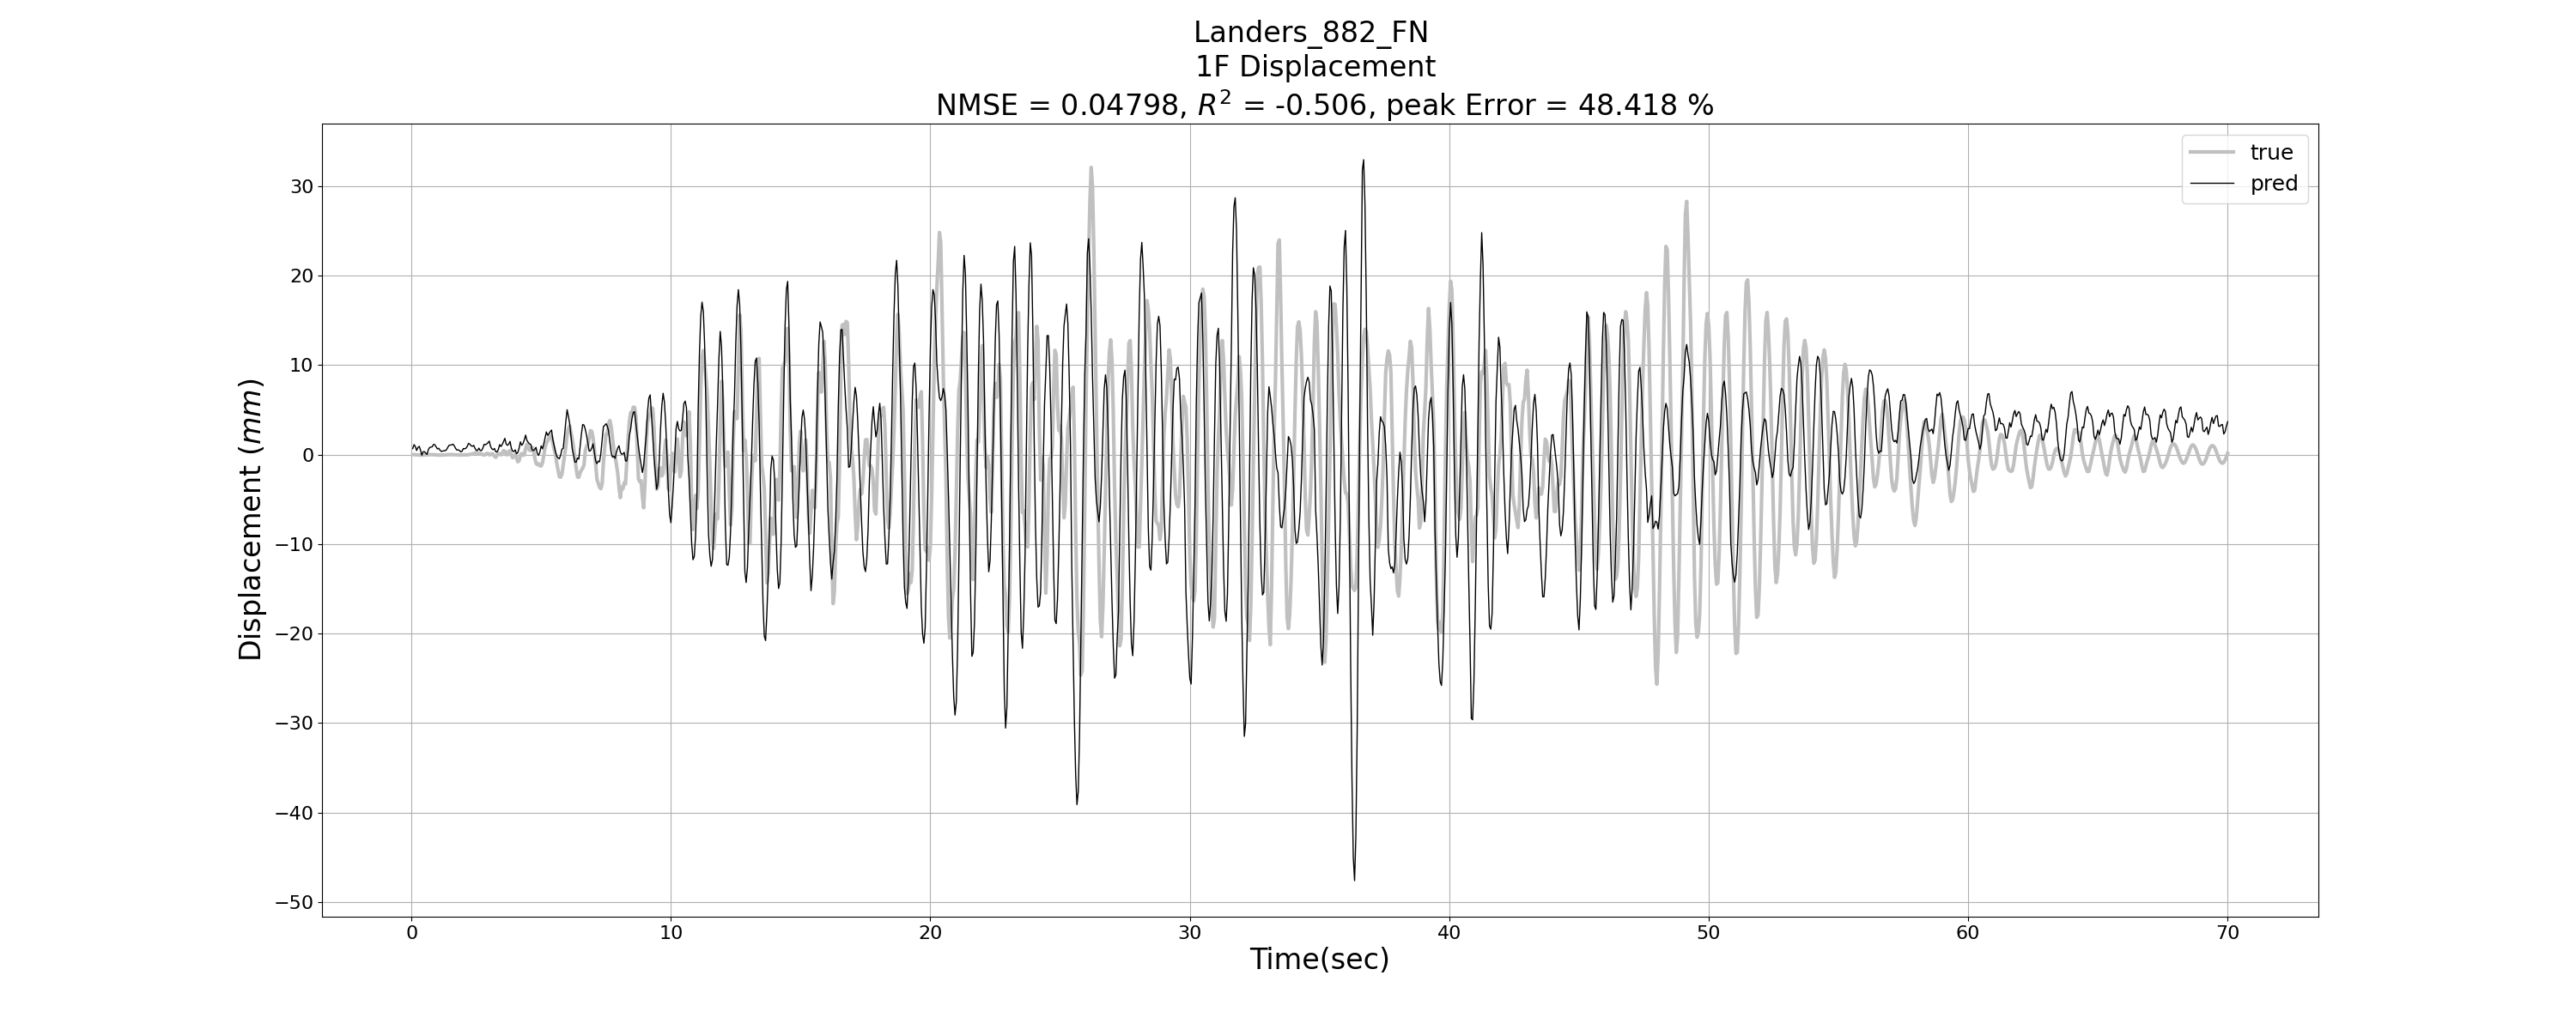 Landers_882_FN
1F Displacement
NMSE = 0.04798, R² = -0.506, peak Error = 48.418 %
true
pred
Displacement (mm)
30
20
10
0
−10
−20
−30
−40
−50
0 10 20 30 40 50 60 70
Time(sec)